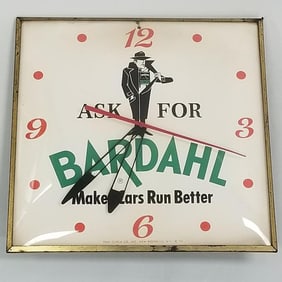 12
ASK FOR
9 3
BARDAHL
Makes Cars Run Better
6